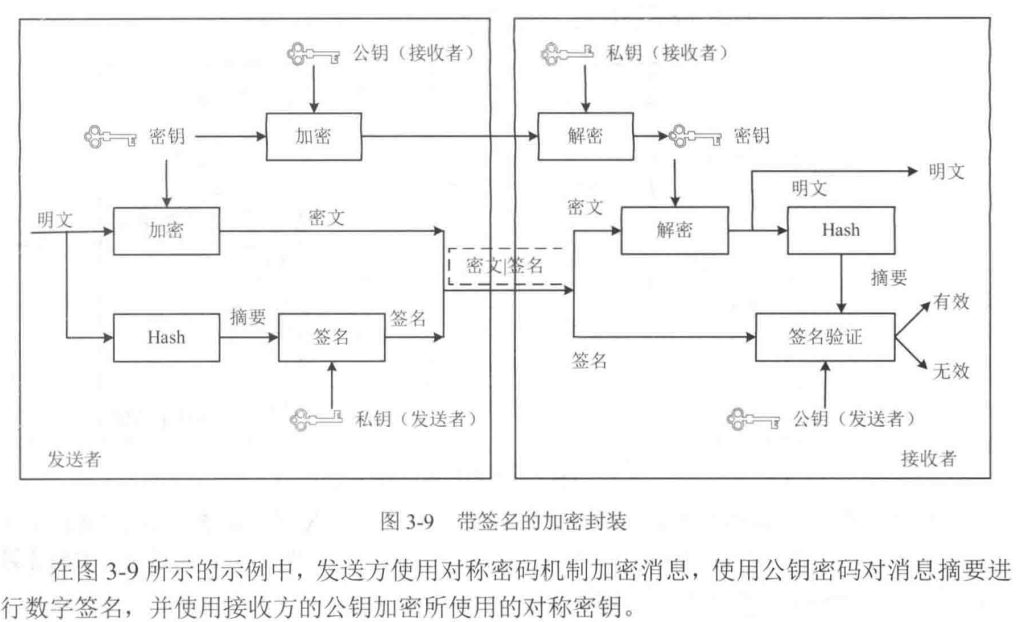 公钥（接收者）
私钥（接收者）
密钥
加密
解密
密钥
明文
加密
密文
密文
解密
明文
明文
Hash
密文|签名
摘要
Hash
摘要
签名
签名
签名
签名验证
有效
无效
私钥（发送者）
公钥（发送者）
发送者
接收者
图 3-9 带签名的加密封装
在图 3-9 所示的示例中，发送方使用对称密码机制加密消息，使用公钥密码对消息摘要进
行数字签名，并使用接收方的公钥加密所使用的对称密钥。